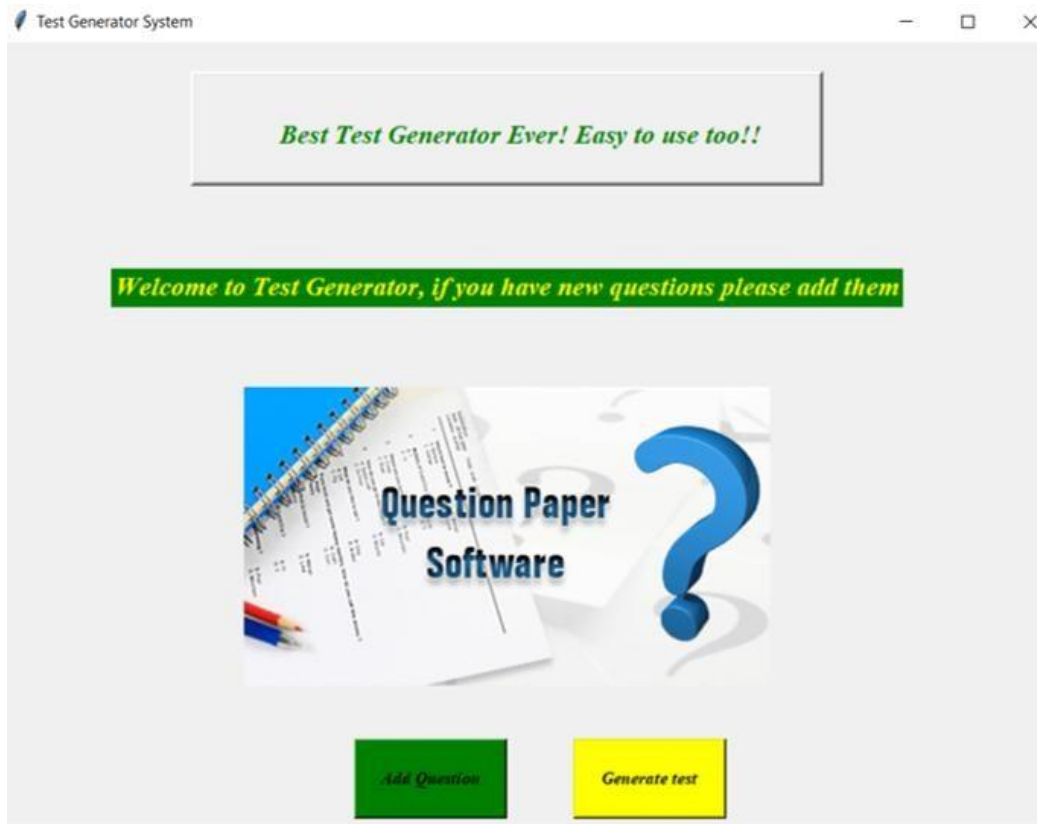 Test Generator System
Best Test Generator Ever! Easy to use too!!
Welcome to Test Generator, if you have new questions please add them
Question Paper
Software
Add Question
Generate test